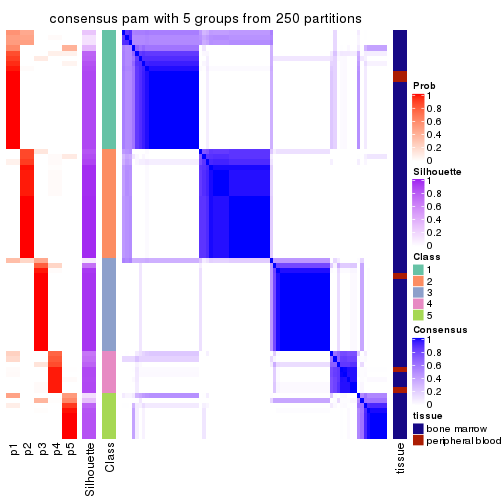 consensus pam with 5 groups from 250 partitions
Prob
1
0.8
0.6
0.4
0.2
0
Silhouette
1
0.8
0.6
0.4
0.2
0
Class
1
2
3
4
5
Consensus
1
0.8
0.6
0.4
0.2
0
tissue
bone marrow
peripheral blood
p1
p2
p3
p4
p5
Silhouette
Class
tissue